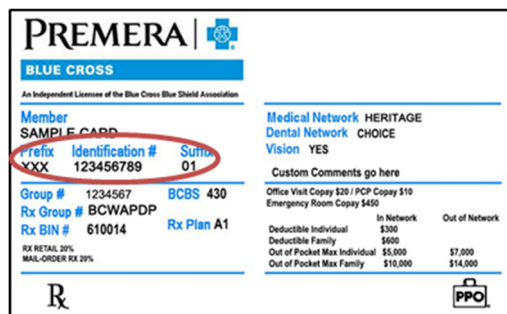 PREMERA
BLUE CROSS
An Independent Licensee of the Blue Cross Blue Shield Association
Member
SAMPLE CARD
Prefix Identification # Suffix
XXX 123456789 01
Group # 1234567 BCBS 430
Rx Group # BCWAPDP
Rx BIN # 610014 Rx Plan A1
RX RETAIL 20%
MAIL-ORDER RX 20%
Rx
Medical Network HERITAGE
Dental Network CHOICE
Vision YES
Custom Comments go here
Office Visit Copay $20 / PCP Copay $10
Emergency Room Copay $450
In Network Out of Network
Deductible Individual $300
Deductible Family $600
Out of Pocket Max Individual $5,000 $7,000
Out of Pocket Max Family $10,000 $14,000
PPO